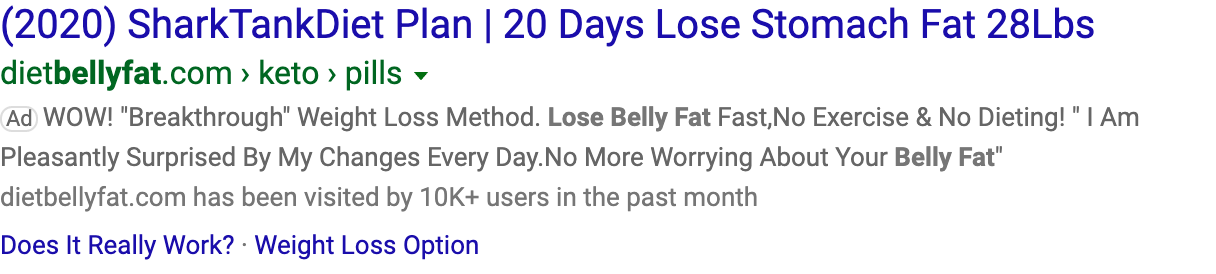 (2020) SharkTankDiet Plan | 20 Days Lose Stomach Fat 28Lbs
dietbellyfat.com › keto › pills
Ad WOW! "Breakthrough" Weight Loss Method. Lose Belly Fat Fast,No Exercise & No Dieting! " I Am
Pleasantly Surprised By My Changes Every Day.No More Worrying About Your Belly Fat"
dietbellyfat.com has been visited by 10K+ users in the past month
Does It Really Work? · Weight Loss Option